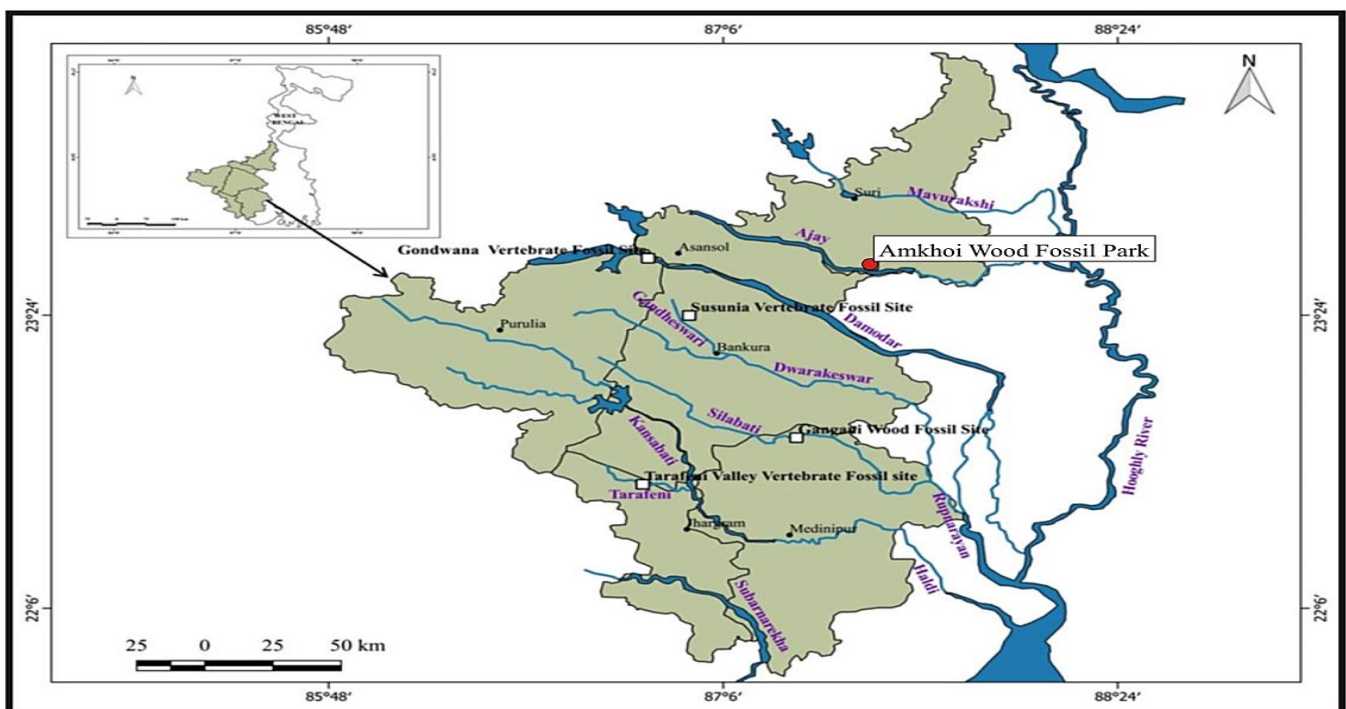 85°48' 87°6' 88°24'
N
N
WEST
BENGAL
Suri
Mavurakshi
Ajay
Amkhoi Wood Fossil Park
Gondwana Vertebrate Fossil Site
Asansol
23°24' 23°24'
Susunia Vertebrate Fossil Site
Gandheswari
Purulia
Damodar
Bankura
Dwarakeswar
Silabati
Gangani Wood Fossil Site
Kansabati
Hooghly River
Tarafeni Valley Vertebrate Fossil site
Tarafeni
Rupnarayan
Jhargram
Medinipur
Haldi
Subarnarekha
22°6' 22°6'
25 0 25 50 km
85°48' 87°6' 88°24'